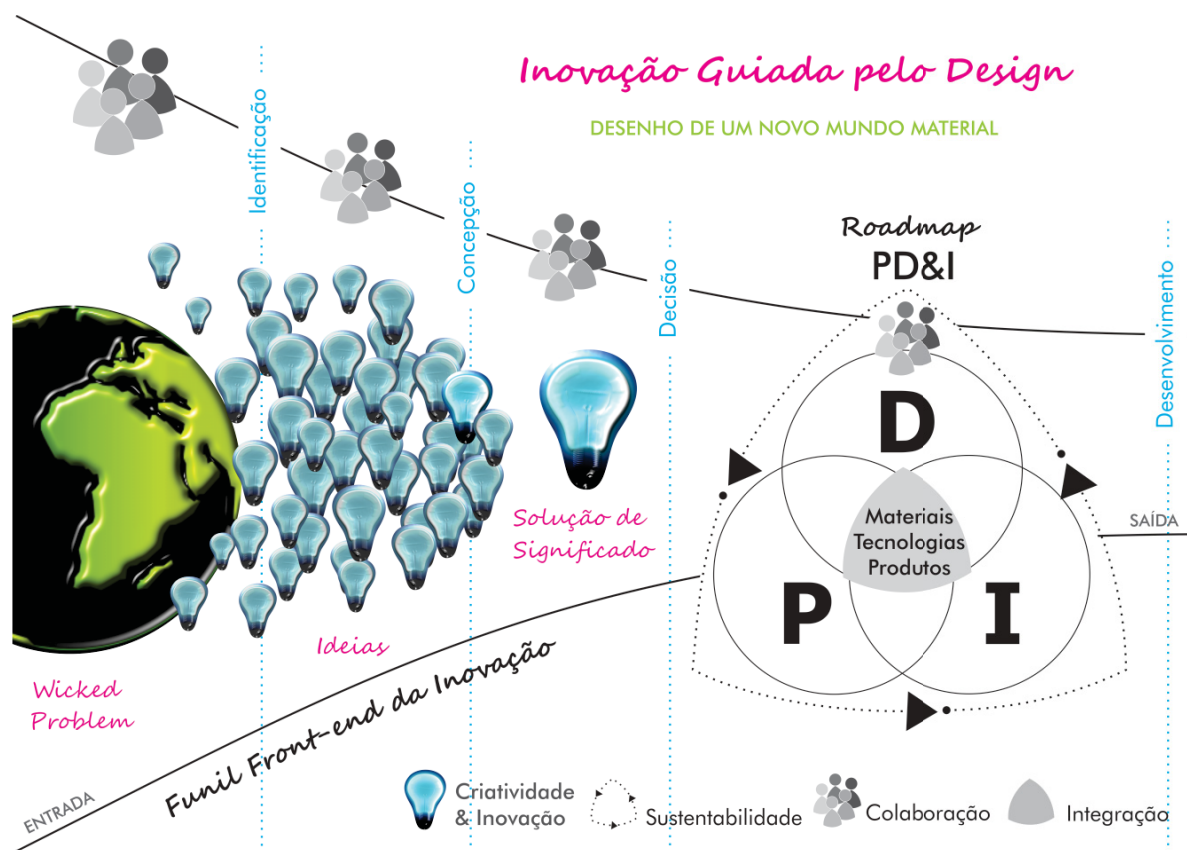 Inovação Guiada pelo Design
DESENHO DE UM NOVO MUNDO MATERIAL
Identificação
Concepção
Decisão
Desenvolvimento
Roadmap
PD&I
D
P
I
Materiais
Tecnologias
Produtos
SAÍDA
Solução de
Significado
Ideias
Wicked
Problem
Funil Front-end da Inovação
ENTRADA
Criatividade
& Inovação
Sustentabilidade
Colaboração
Integração